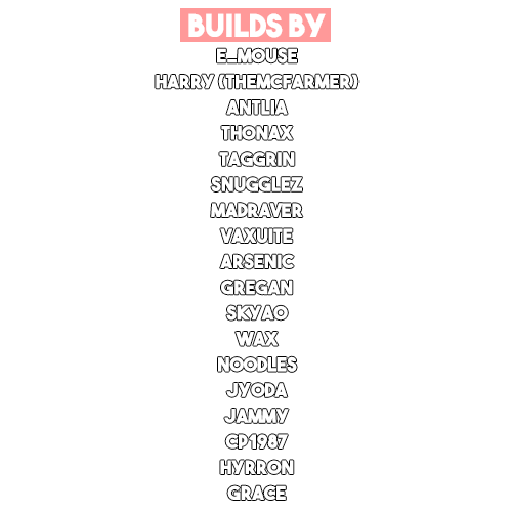 BUILDS BY
E_MOUSE
HARRY (THEMCFARMER)
ANTLIA
THONAX
TAGGRIN
SNUGGLEZ
MADRAVER
VAXUITE
ARSENIC
GREGAN
SKYAO
WAX
NOODLES
JYODA
JAMMY
CP1987
HYRRON
GRACE